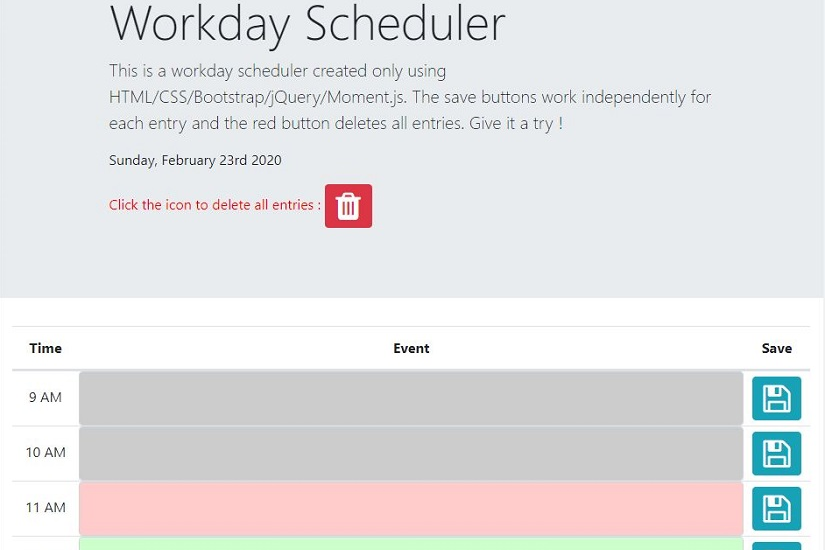 Workday Scheduler
This is a workday scheduler created only using
HTML/CSS/Bootstrap/jQuery/Moment.js. The save buttons work independently for
each entry and the red button deletes all entries. Give it a try !
Sunday, February 23rd 2020
Click the icon to delete all entries :
Time Event Save
9 AM
10 AM
11 AM